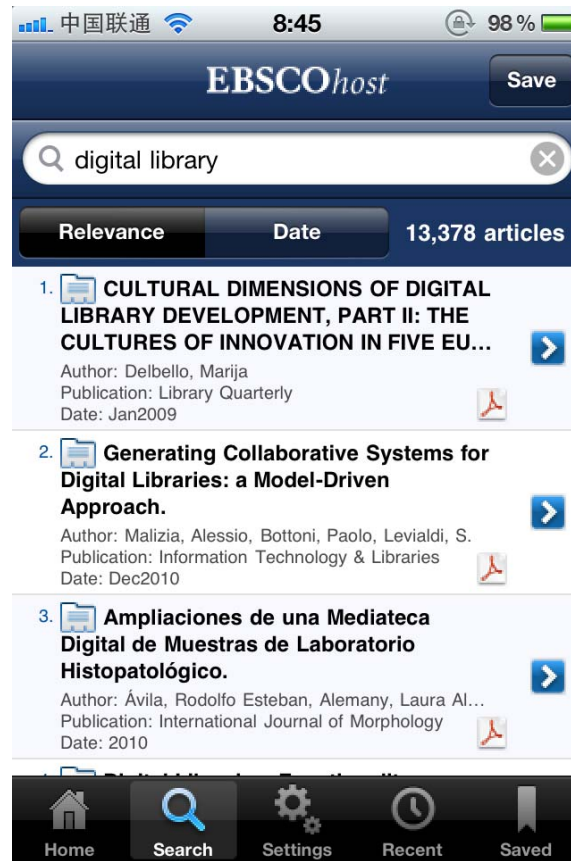 中国联通 8:45 98%
EBSCOhost Save
digital library
Relevance Date 13,378 articles
1. CULTURAL DIMENSIONS OF DIGITAL
LIBRARY DEVELOPMENT, PART II: THE
CULTURES OF INNOVATION IN FIVE EU...
Author: Delbello, Marija
Publication: Library Quarterly
Date: Jan2009
2. Generating Collaborative Systems for
Digital Libraries: a Model-Driven
Approach.
Author: Malizia, Alessio, Bottoni, Paolo, Levialdi, S.
Publication: Information Technology & Libraries
Date: Dec2010
3. Ampliaciones de una Mediateca
Digital de Muestras de Laboratorio
Histopatológico.
Author: Ávila, Rodolfo Esteban, Alemany, Laura Al...
Publication: International Journal of Morphology
Date: 2010
Home Search Settings Recent Saved